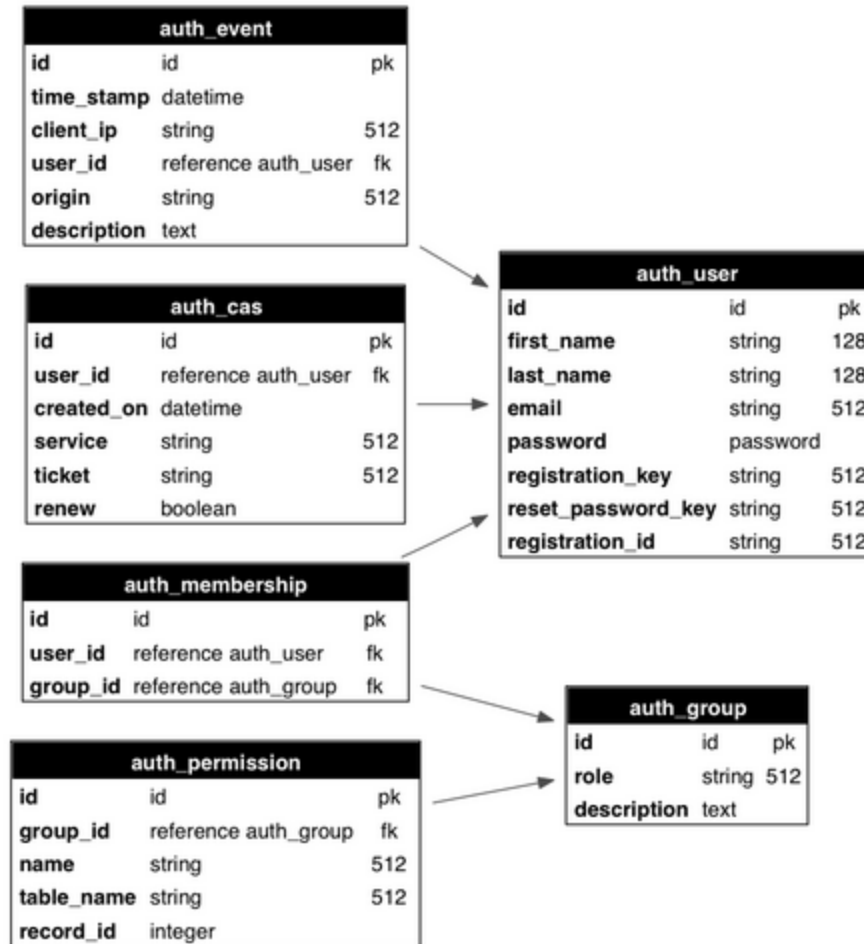 auth_event
id id pk
time_stamp datetime
client_ip string 512
user_id reference auth_user fk
origin string 512
description text
auth_cas
id id pk
user_id reference auth_user fk
created_on datetime
service string 512
ticket string 512
renew boolean
auth_user
id id pk
first_name string 128
last_name string 128
email string 512
password password
registration_key string 512
reset_password_key string 512
registration_id string 512
auth_membership
id id pk
user_id reference auth_user fk
group_id reference auth_group fk
auth_group
id id pk
role string 512
description text
auth_permission
id id pk
group_id reference auth_group fk
name string 512
table_name string 512
record_id integer